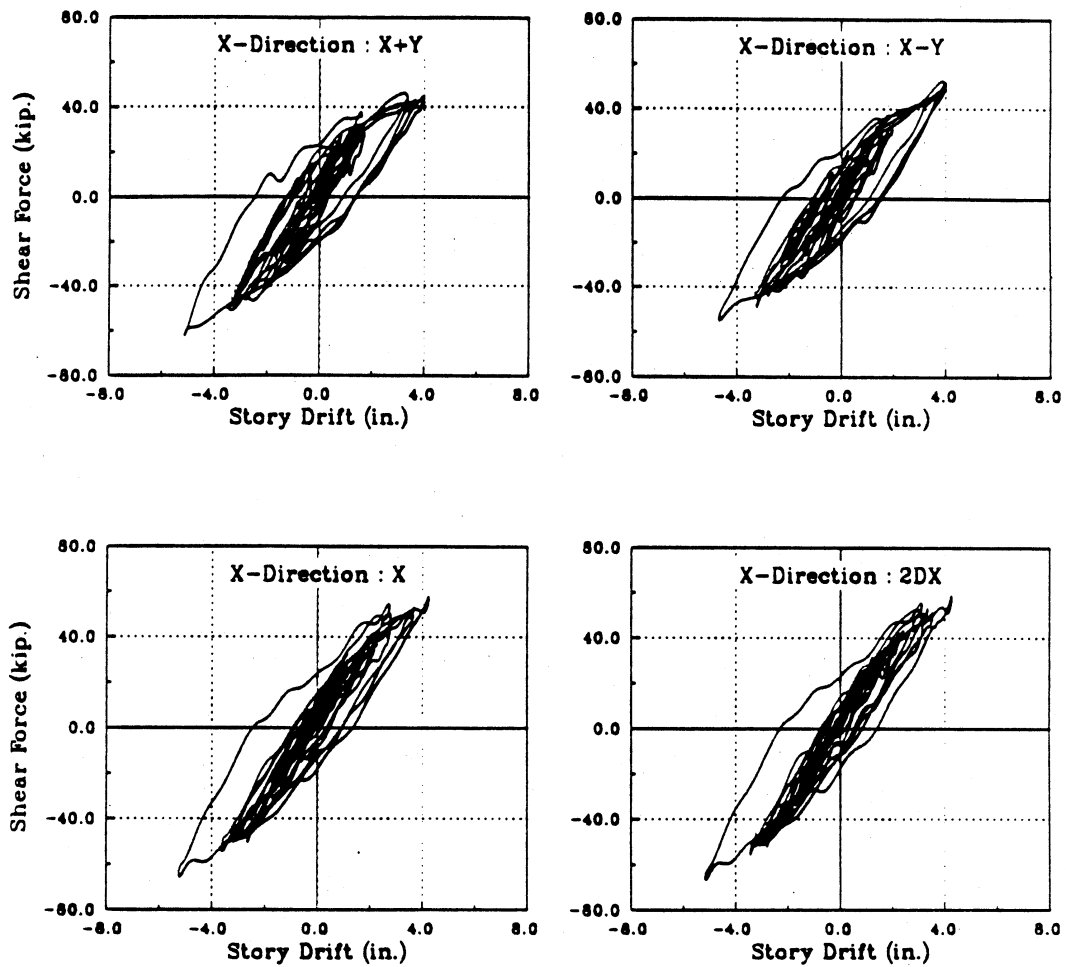 X-Direction : X+Y
80.0
40.0
0.0
-40.0
-80.0
Shear Force (kip.)
-8.0 -4.0 0.0 4.0 8.0
Story Drift (in.)
X-Direction : X-Y
80.0
40.0
0.0
-40.0
-80.0
-8.0 -4.0 0.0 4.0 8.0
Story Drift (in.)
X-Direction : X
80.0
40.0
0.0
-40.0
-80.0
Shear Force (kip.)
-8.0 -4.0 0.0 4.0 8.0
Story Drift (in.)
X-Direction : 2DX
80.0
40.0
0.0
-40.0
-80.0
-8.0 -4.0 0.0 4.0 8.0
Story Drift (in.)